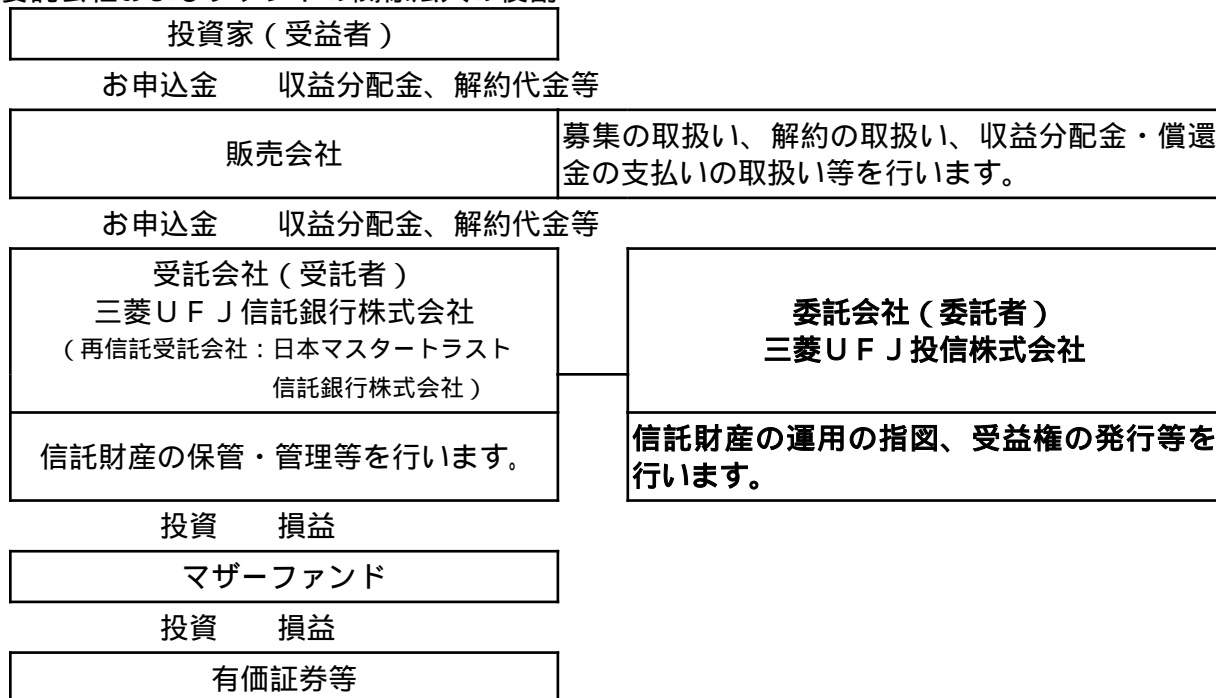 投資家（受益者）
お申込金　　収益分配金、解約代金等
販売会社
募集の取扱い、解約の取扱い、収益分配金・償還
金の支払いの取扱い等を行います。
お申込金　　収益分配金、解約代金等
受託会社（受託者）
三菱ＵＦＪ信託銀行株式会社
（再信託受託会社：日本マスタートラスト
信託銀行株式会社）
委託会社（委託者）
三菱ＵＦＪ投信株式会社
信託財産の保管・管理等を行います。
信託財産の運用の指図、受益権の発行等を
行います。
投資　　損益
マザーファンド
投資　　損益
有価証券等